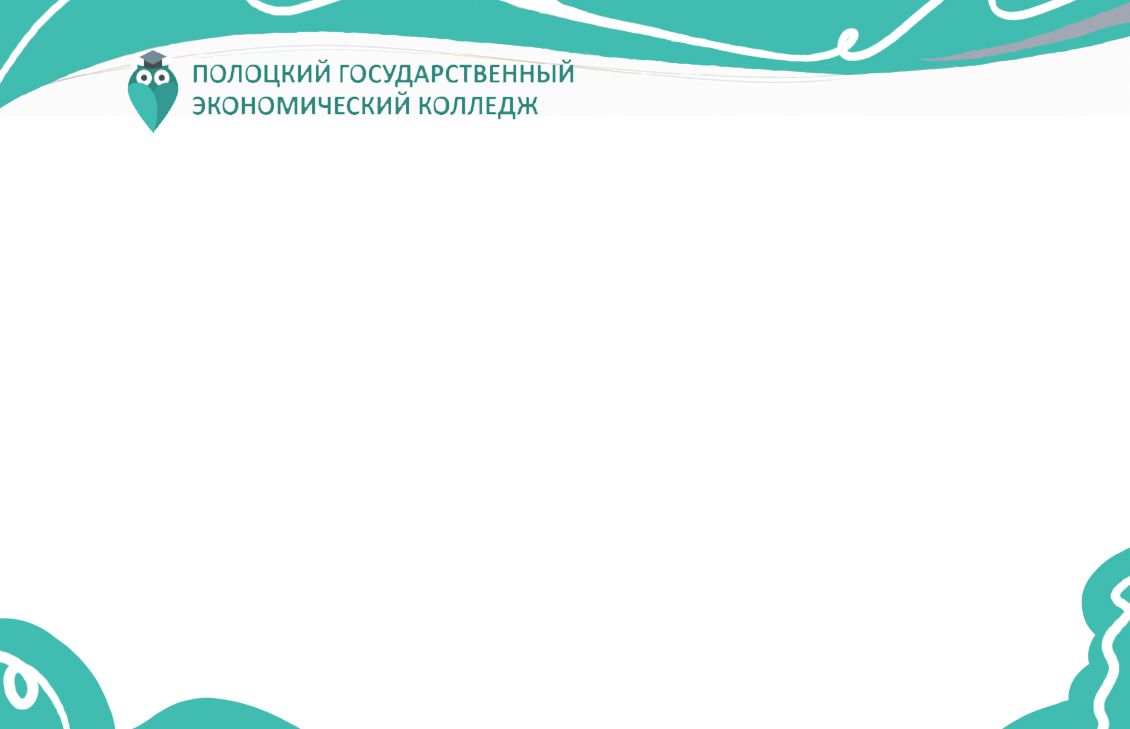 ПОЛОЦКИЙ ГОСУДАРСТВЕННЫЙ
ЭКОНОМИЧЕСКИЙ КОЛЛЕДЖ